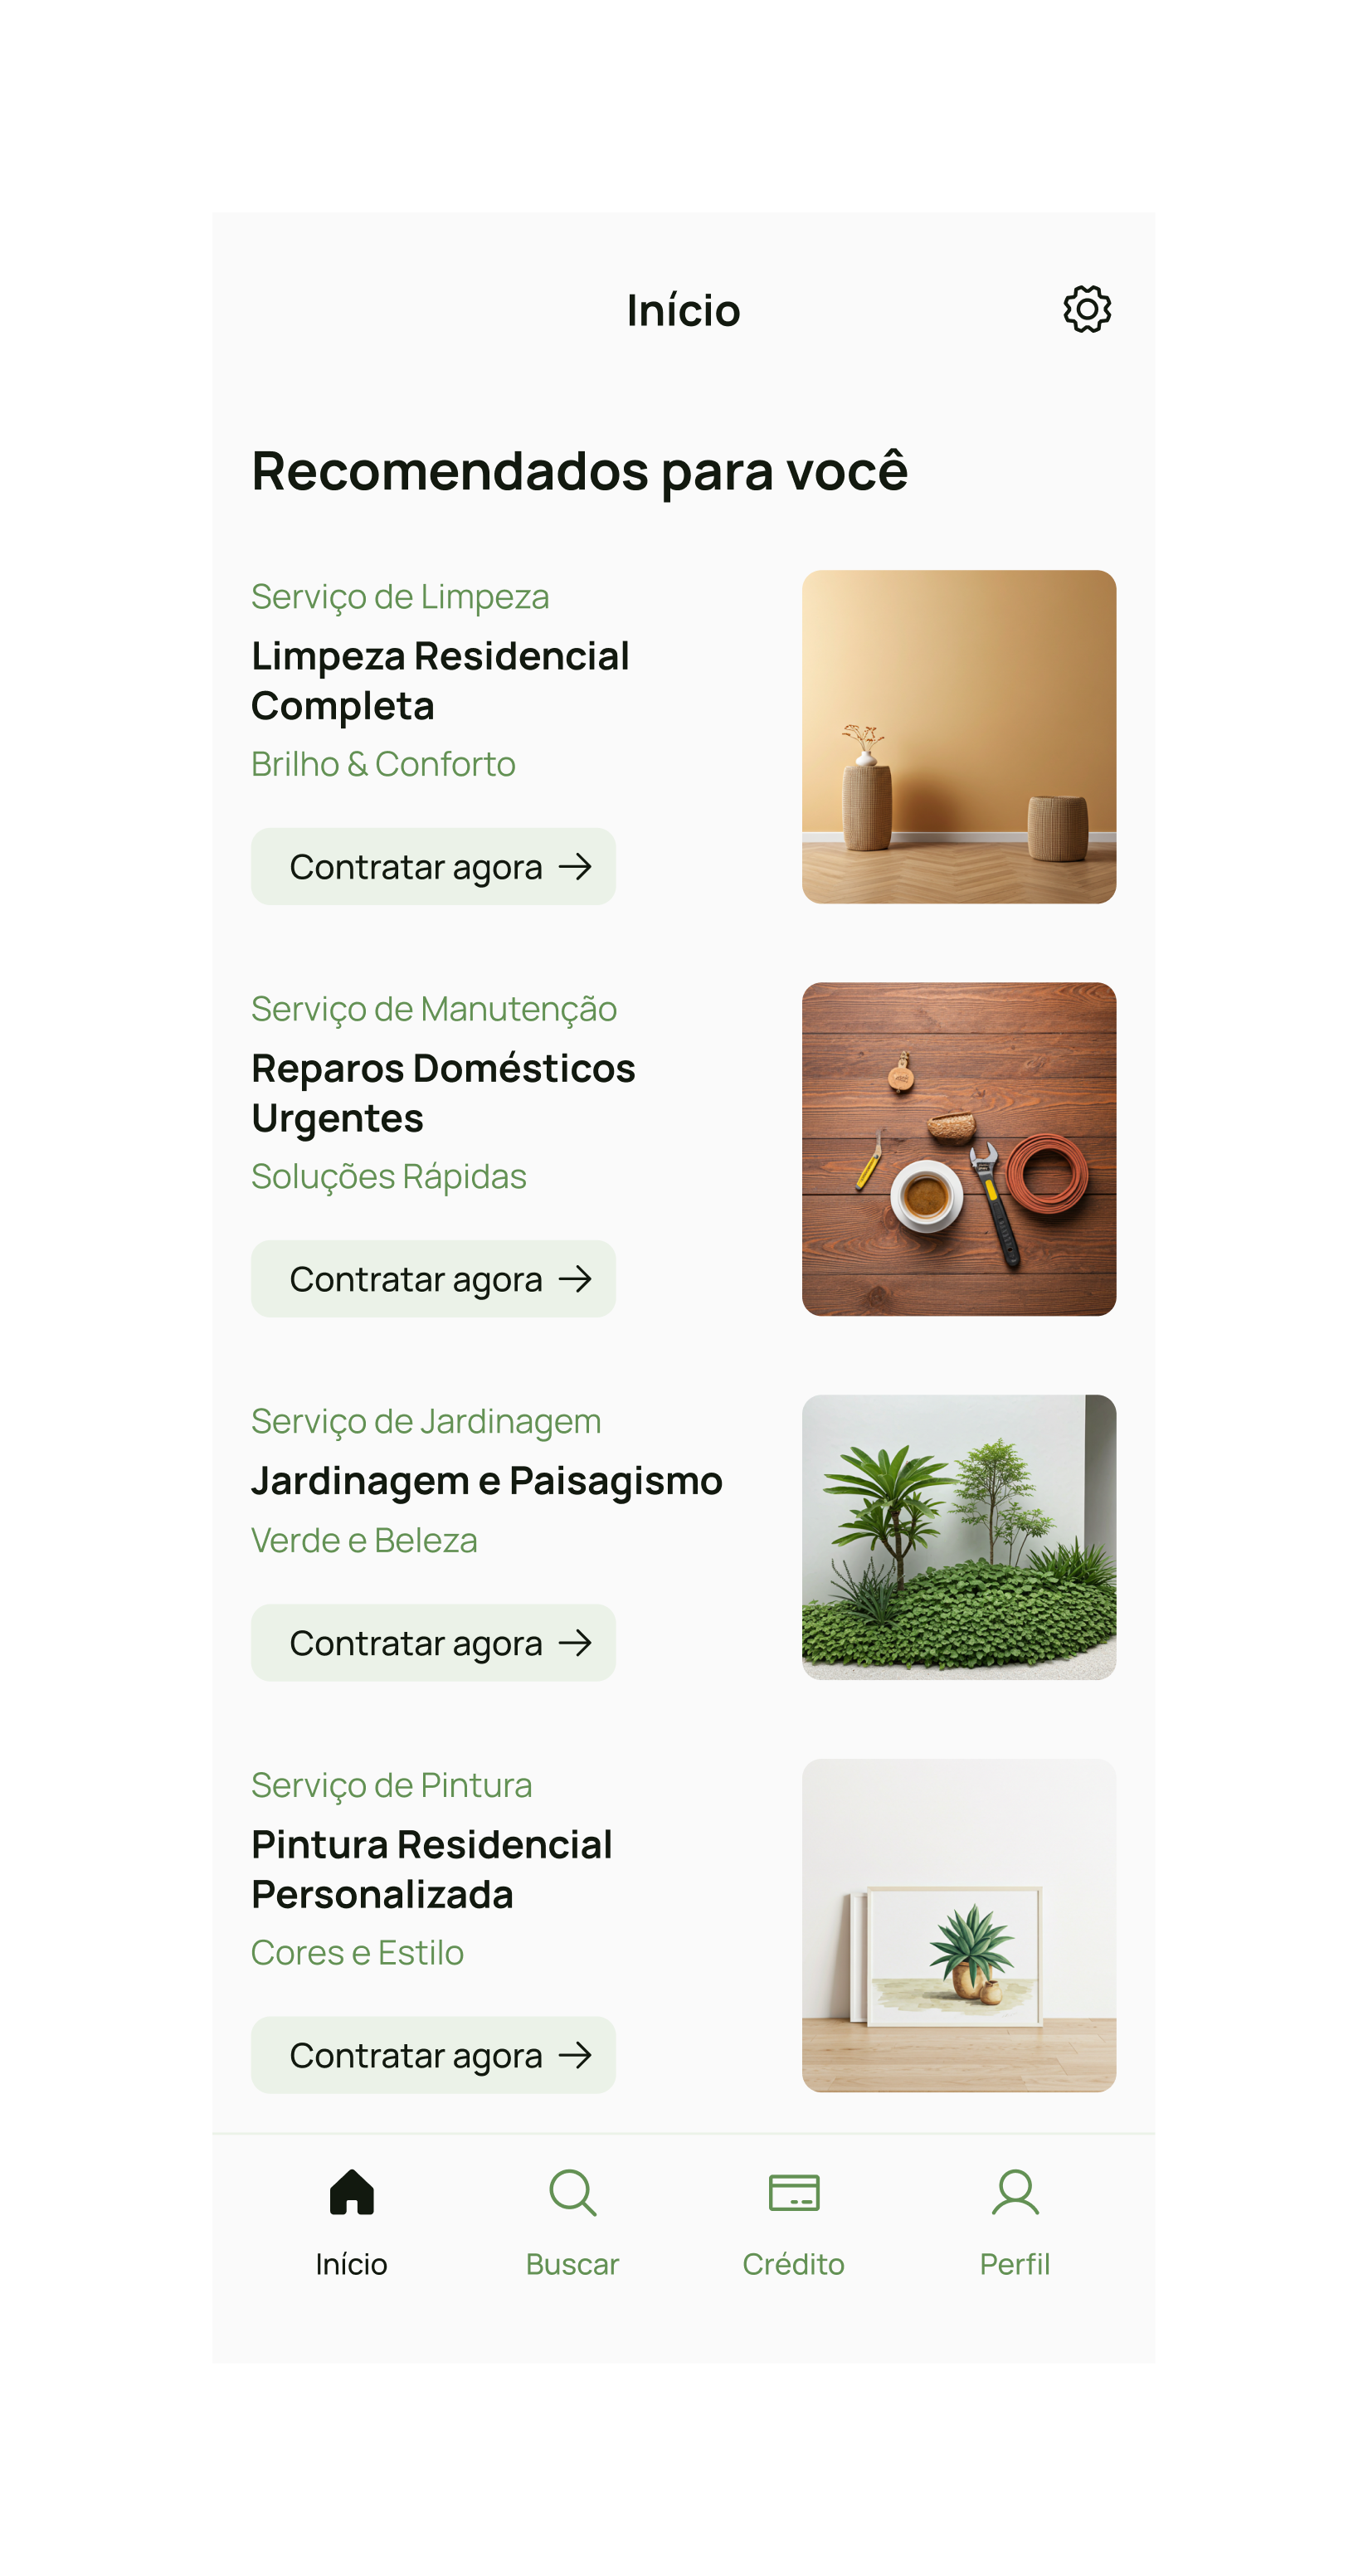 Início
Recomendados para você
Serviço de Limpeza
Limpeza Residencial
Completa
Brilho & Conforto
Contratar agora
Serviço de Manutenção
Reparos Domésticos
Urgentes
Soluções Rápidas
Contratar agora
Serviço de Jardinagem
Jardinagem e Paisagismo
Verde e Beleza
Contratar agora
Serviço de Pintura
Pintura Residencial
Personalizada
Cores e Estilo
Contratar agora
Início
Buscar
Crédito
Perfil